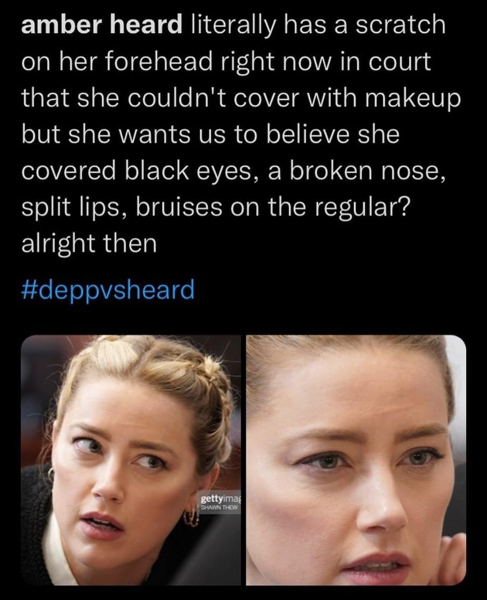 amber heard literally has a scratch
on her forehead right now in court
that she couldn't cover with makeup
but she wants us to believe she
covered black eyes, a broken nose,
split lips, bruises on the regular?
alright then
#deppvsheard
gettyima
SHAWN THEW